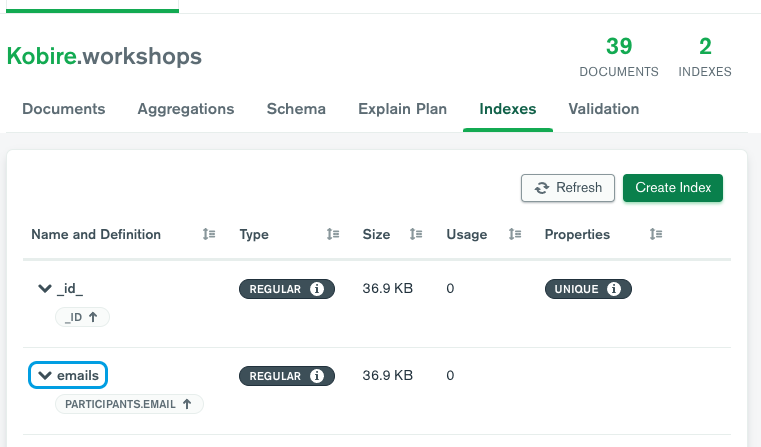 Kobire.workshops
39
DOCUMENTS
2
INDEXES
Documents Aggregations Schema Explain Plan Indexes Validation
Refresh Create Index
Name and Definition Type Size Usage Properties
_id_ REGULAR 36.9 KB 0 UNIQUE
_ID
emails REGULAR 36.9 KB 0
PARTICIPANTS.EMAIL